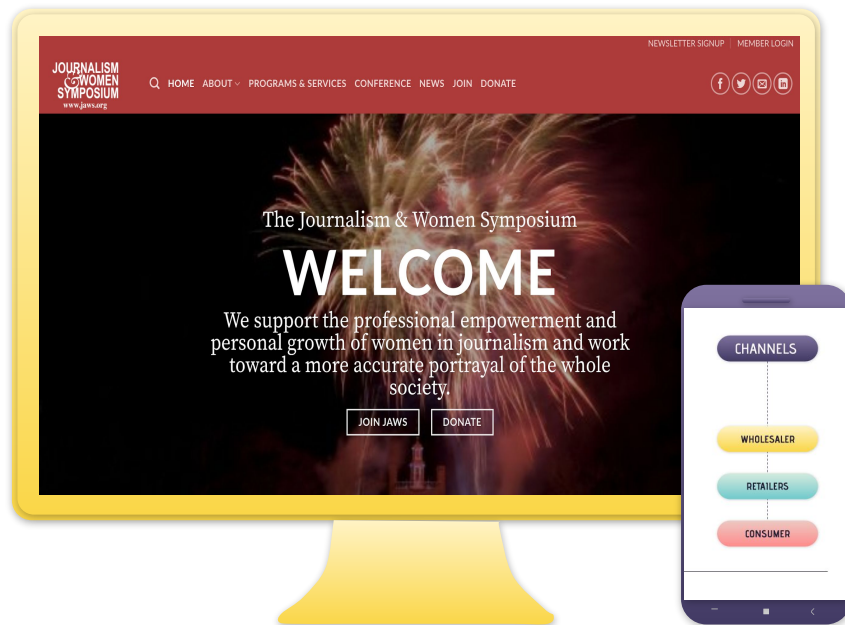 NEWSLETTER SIGNUP | MEMBER LOGIN
JOURNALISM
& WOMEN
SYMPOSIUM
www.jaws.org
HOME ABOUT PROGRAMS & SERVICES CONFERENCE NEWS JOIN DONATE
The Journalism & Women Symposium
WELCOME
We support the professional empowerment and
personal growth of women in journalism and work
toward a more accurate portrayal of the whole
society.
JOIN JAWS DONATE
CHANNELS
WHOLESALER
RETAILERS
CONSUMER